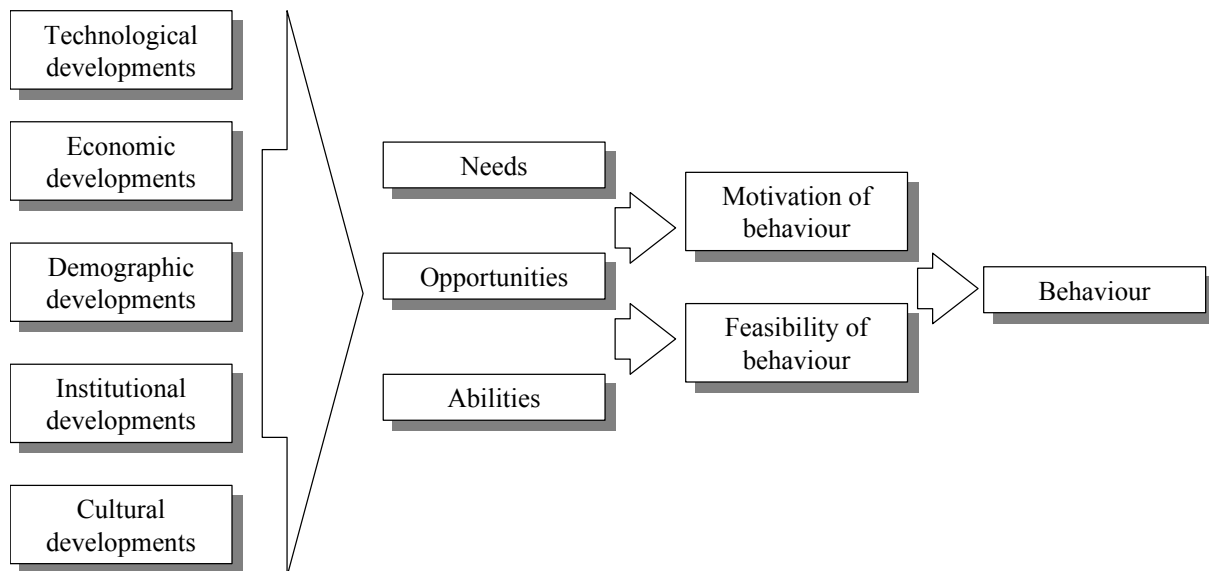 Technological
developments
Economic
developments
Demographic
developments
Institutional
developments
Cultural
developments
Needs
Opportunities
Abilities
Motivation of
behaviour
Feasibility of
behaviour
Behaviour